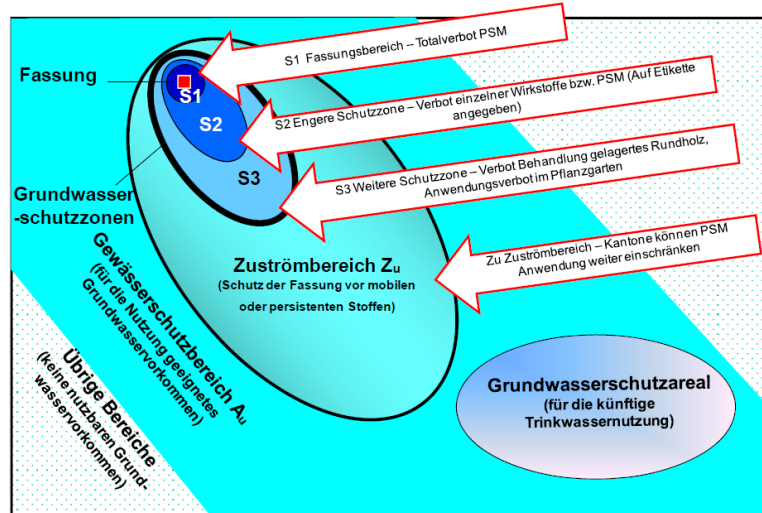 S1 Fassungsbereich – Totalverbot PSM
Fassung
S1
S2 Engere Schutzzone – Verbot einzelner Wirkstoffe bzw. PSM (Auf Etikette
angegeben)
S2
S3 Weitere Schutzzone – Verbot Behandlung gelagertes Rundholz,
Anwendungsverbot im Pflanzgarten
S3
Grundwasser
-schutzzonen
Zu Zuströmbereich – Kantone können PSM
Anwendung weiter einschränken
Zuströmbereich Zu
(Schutz der Fassung vor mobilen
oder persistenten Stoffen)
Gewässerschutzbereich Au
(für die Nutzung geeignetes
Grundwasservorkommen)
Übrige Bereiche
(keine nutzbaren Grund-
wasservorkommen)
Grundwasserschutzareal
(für die künftige
Trinkwassernutzung)